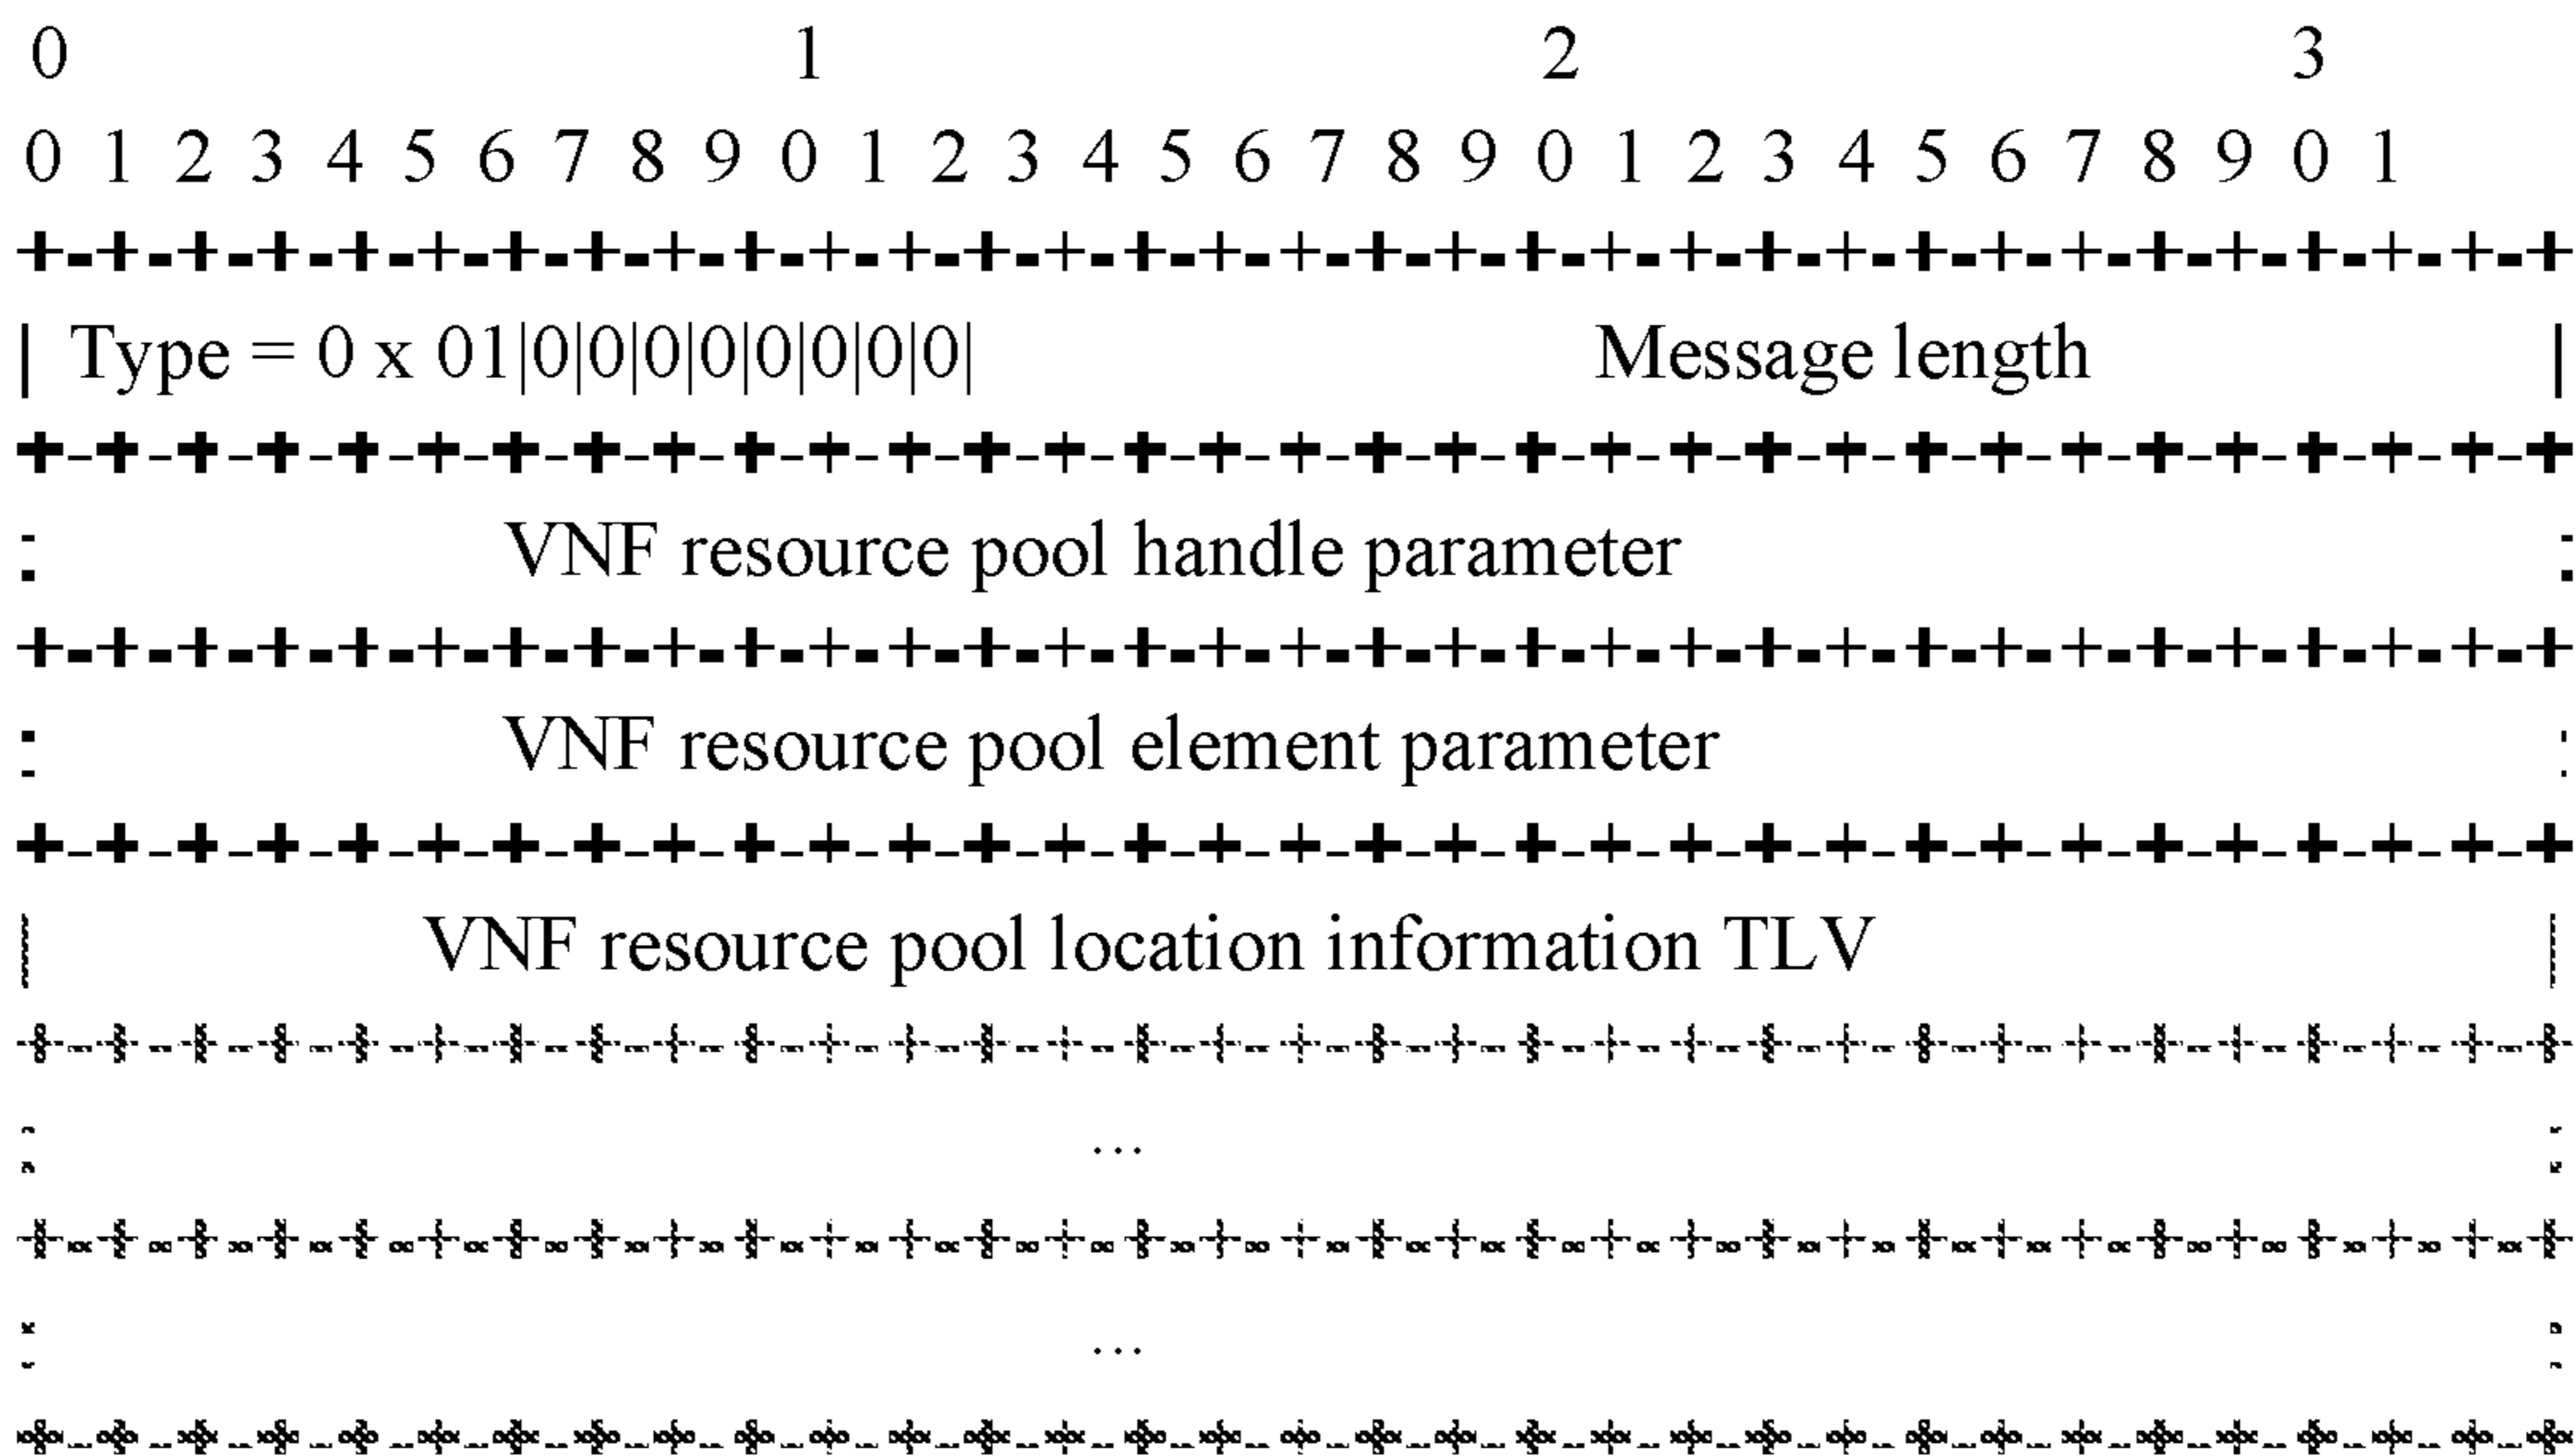 0 1 2 3
0 1 2 3 4 5 6 7 8 9 0 1 2 3 4 5 6 7 8 9 0 1 2 3 4 5 6 7 8 9 0 1
+-+-+-+-+-+-+-+-+-+-+-+-+-+-+-+-+-+-+-+-+-+-+-+-+-+-+-+-+-+-+-+-+
| Type = 0 x 01|0|0|0|0|0|0|0|0| Message length |
+-+-+-+-+-+-+-+-+-+-+-+-+-+-+-+-+-+-+-+-+-+-+-+-+-+-+-+-+-+-+-+-+
: VNF resource pool handle parameter :
+-+-+-+-+-+-+-+-+-+-+-+-+-+-+-+-+-+-+-+-+-+-+-+-+-+-+-+-+-+-+-+-+
: VNF resource pool element parameter :
+-+-+-+-+-+-+-+-+-+-+-+-+-+-+-+-+-+-+-+-+-+-+-+-+-+-+-+-+-+-+-+-+
| VNF resource pool location information TLV |
+-+-+-+-+-+-+-+-+-+-+-+-+-+-+-+-+-+-+-+-+-+-+-+-+-+-+-+-+-+-+-+-+
: ... :
+-+-+-+-+-+-+-+-+-+-+-+-+-+-+-+-+-+-+-+-+-+-+-+-+-+-+-+-+-+-+-+-+
: ... :
+-+-+-+-+-+-+-+-+-+-+-+-+-+-+-+-+-+-+-+-+-+-+-+-+-+-+-+-+-+-+-+-+